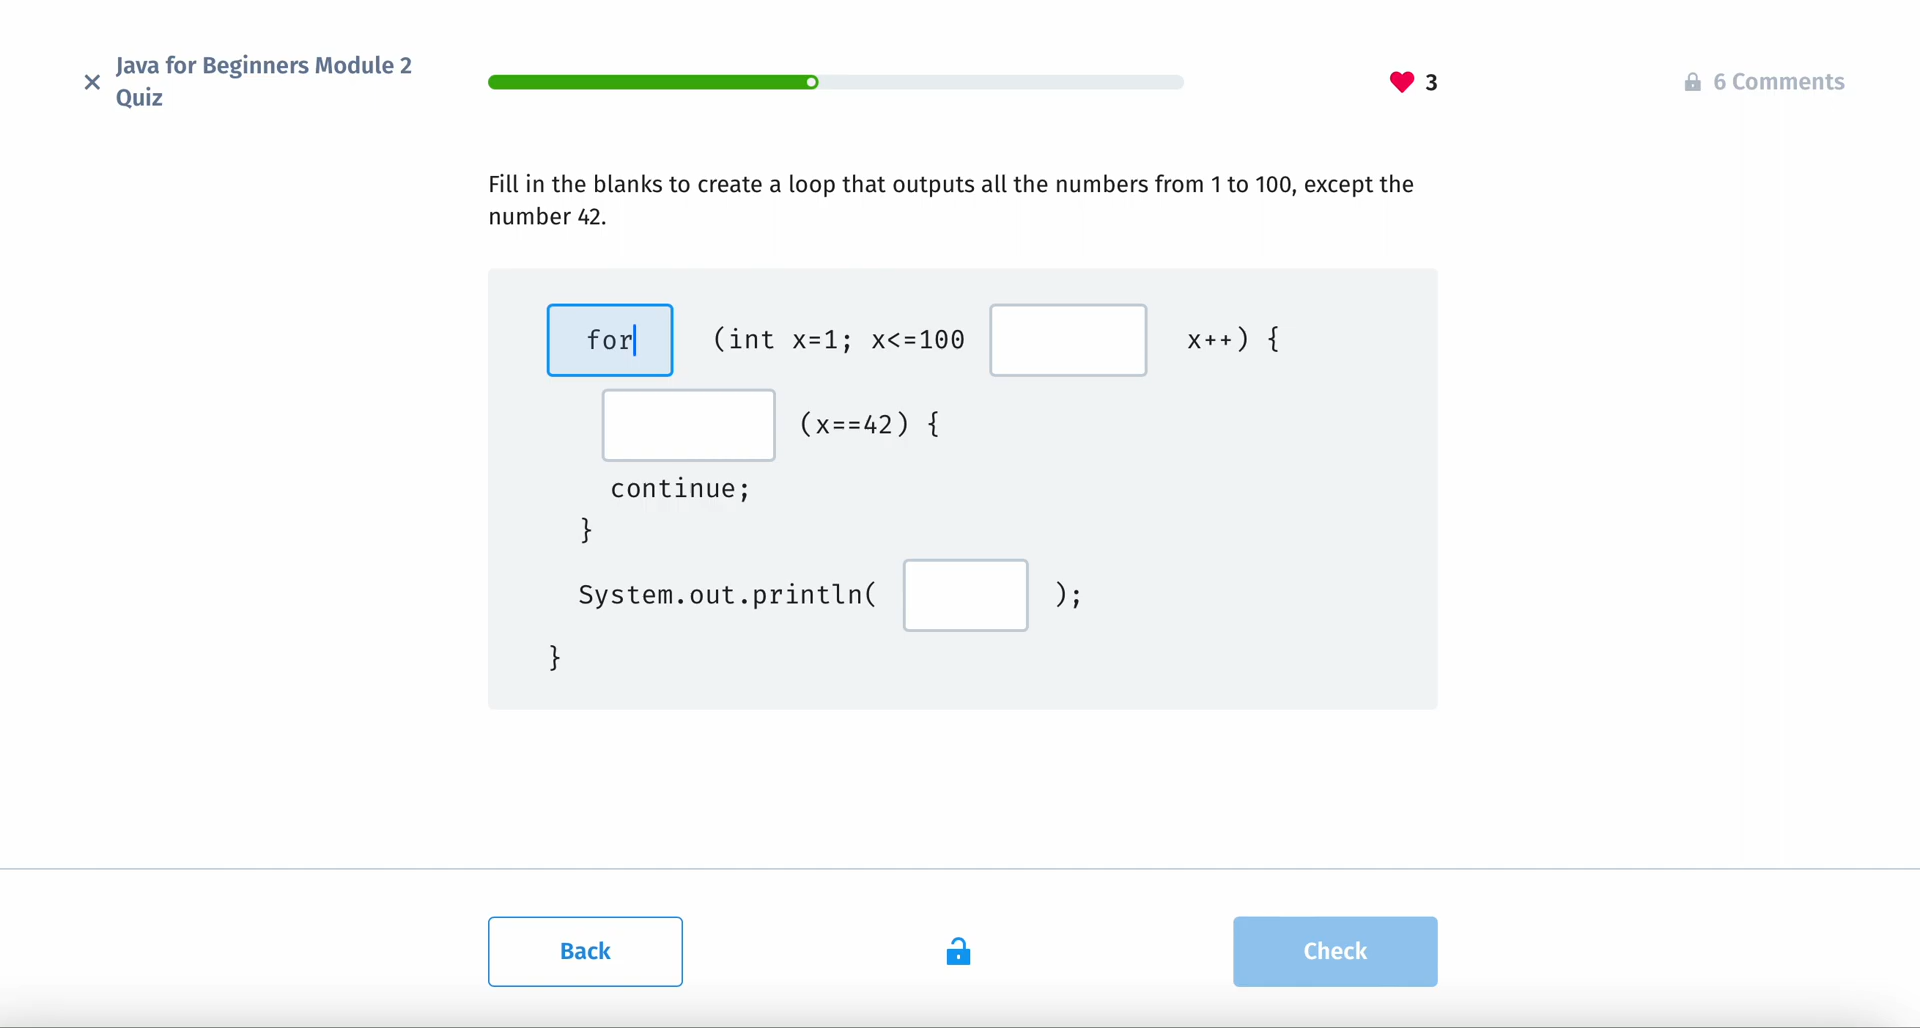 Java for Beginners Module 2
Quiz
3
6 Comments
Fill in the blanks to create a loop that outputs all the numbers from 1 to 100, except the
number 42.
for (int x=1; x<=100 x++) {
(x==42) {
continue;
}
System.out.println( );
}
Back
Check